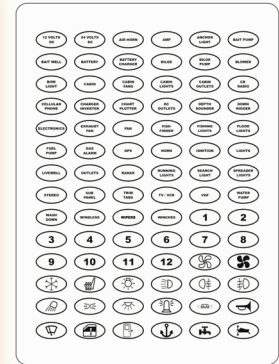 12 VOLTS DC 24 VOLTS DC AIR HORN AMP ANCHOR LIGHT BAIT PUMP
BAIT WELL BATTERY BATTERY CHARGER BILGE BILGE PUMP BLOWER
BOW LIGHT CABIN CABIN FANS CABIN LIGHTS CABIN OUTLETS CB RADIO
CELLULAR PHONE CHARGER INVERTER CHART PLOTTER DC OUTLETS DEPTH SOUNDER DOWN RIGGER
ELECTRONICS EXHAUST FAN FAN FISH FINDER FISHING LIGHTS FLOOD LIGHTS
FUEL PUMP GAS ALARM GPS HORN IGNITION LIGHTS
LIVEWELL OUTLETS RADAR RUNNING LIGHTS SEARCH LIGHT SPREADER LIGHTS
STEREO SUB PANEL TRIM TABS TV / VCR VHF WATER PUMP
WASH DOWN WINDLESS WIPERS WINCHES 1 2
3 4 5 6 7 8
9 10 11 12